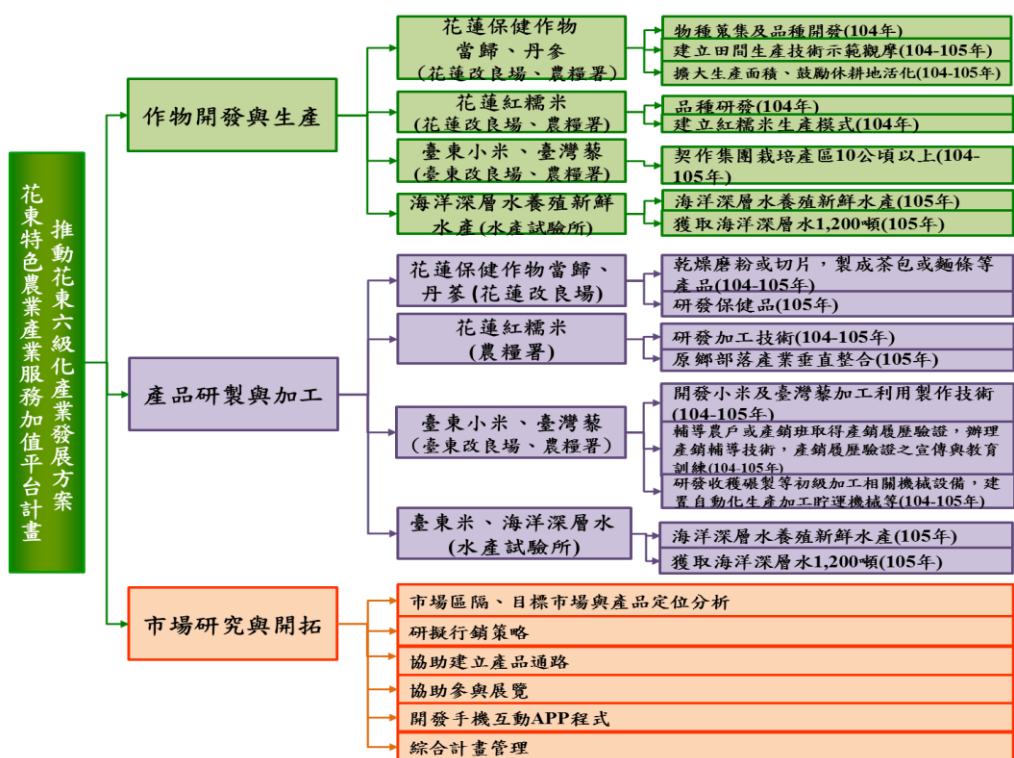 推動花東六級化產業發展方案
花東特色農業產業服務加值平台計畫
作物開發與生產
花蓮保健作物
當歸、丹參
(花蓮改良場、農糧署)
物種蒐集及品種開發(104年)
建立田間生產技術示範觀摩(104-105年)
擴大生產面積、鼓勵休耕地活化(104-105年)
花蓮紅糯米
(花蓮改良場、農糧署)
品種研發(104年)
建立紅糯米生產模式(104年)
臺東小米、臺灣藜
(臺東改良場、農糧署)
契作集團栽培產區10公頃以上(104-
105年)
海洋深層水養殖新鮮
水產(水產試驗所)
海洋深層水養殖新鮮水產(105年)
獲取海洋深層水1,200噸(105年)
產品研製與加工
花蓮保健作物當歸、
丹蔘(花蓮改良場)
乾燥磨粉或切片，製成茶包或麵條等
產品(104-105年)
研發保健品(105年)
花蓮紅糯米
(農糧署)
研發加工技術(104-105年)
原鄉部落產業垂直整合(105年)
臺東小米、臺灣藜
(臺東改良場、農糧署)
開發小米及臺灣藜加工利用製作技術
(104-105年)
輔導農戶或產銷班取得產銷履歷驗證，辦理
產銷輔導技術，產銷履歷驗證之宣傳與教育
訓練(104-105年)
研發收穫碾製等初級加工相關機械設備，建
置自動化生產加工貯運機械等(104-105年)
臺東米、海洋深層水
(水產試驗所)
海洋深層水養殖新鮮水產(105年)
獲取海洋深層水1,200噸(105年)
市場研究與開拓
市場區隔、目標市場與產品定位分析
研擬行銷策略
協助建立產品通路
協助參與展覽
開發手機互動APP程式
綜合計畫管理